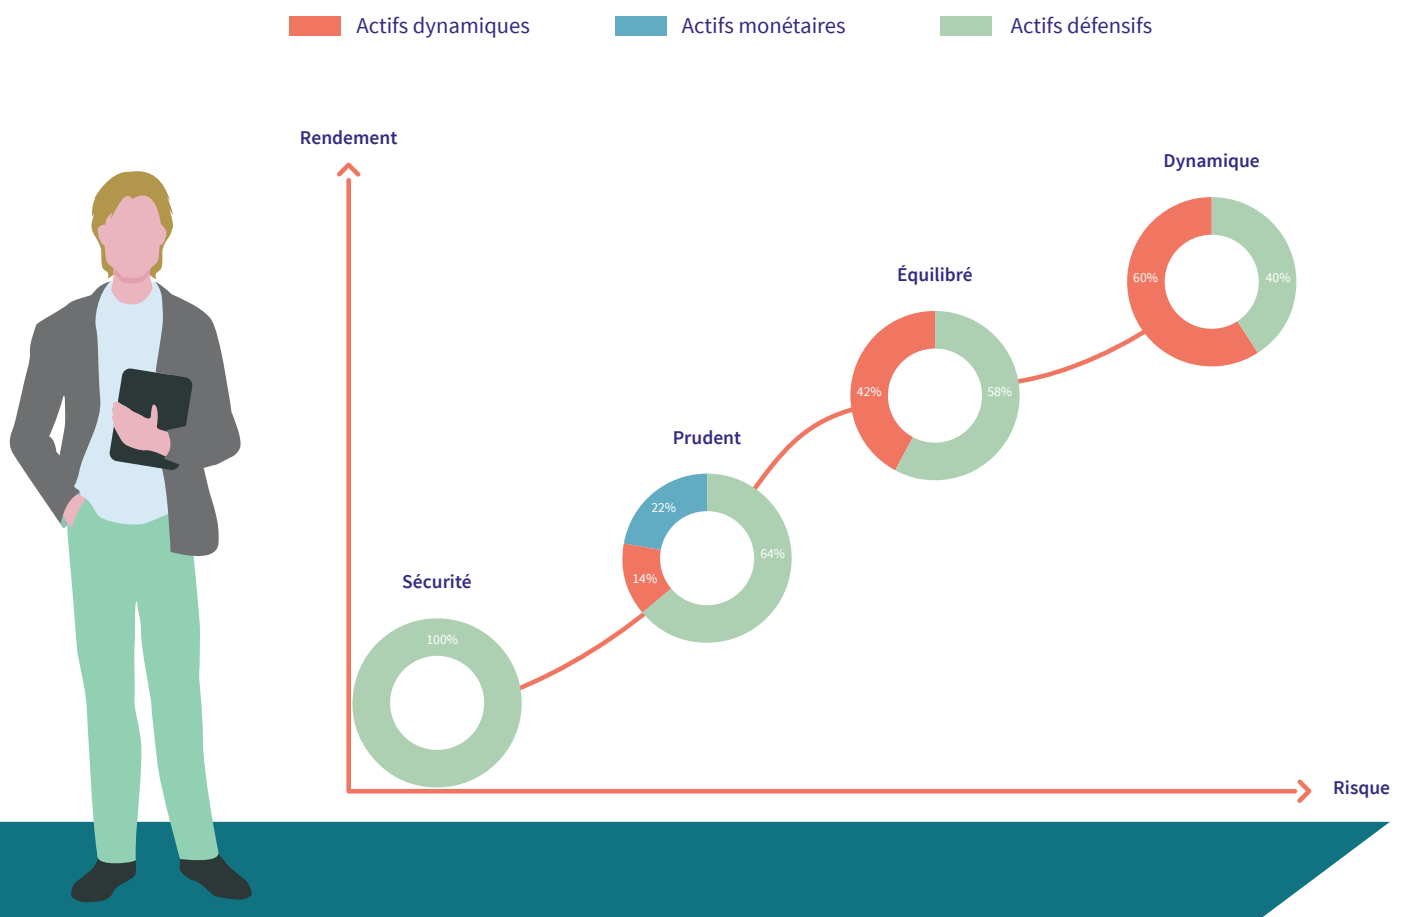 Actifs dynamiques
Actifs monétaires
Actifs défensifs
Rendement
Dynamique
60%
40%
Équilibré
42%
58%
Prudent
22%
64%
14%
Sécurité
100%
Risque